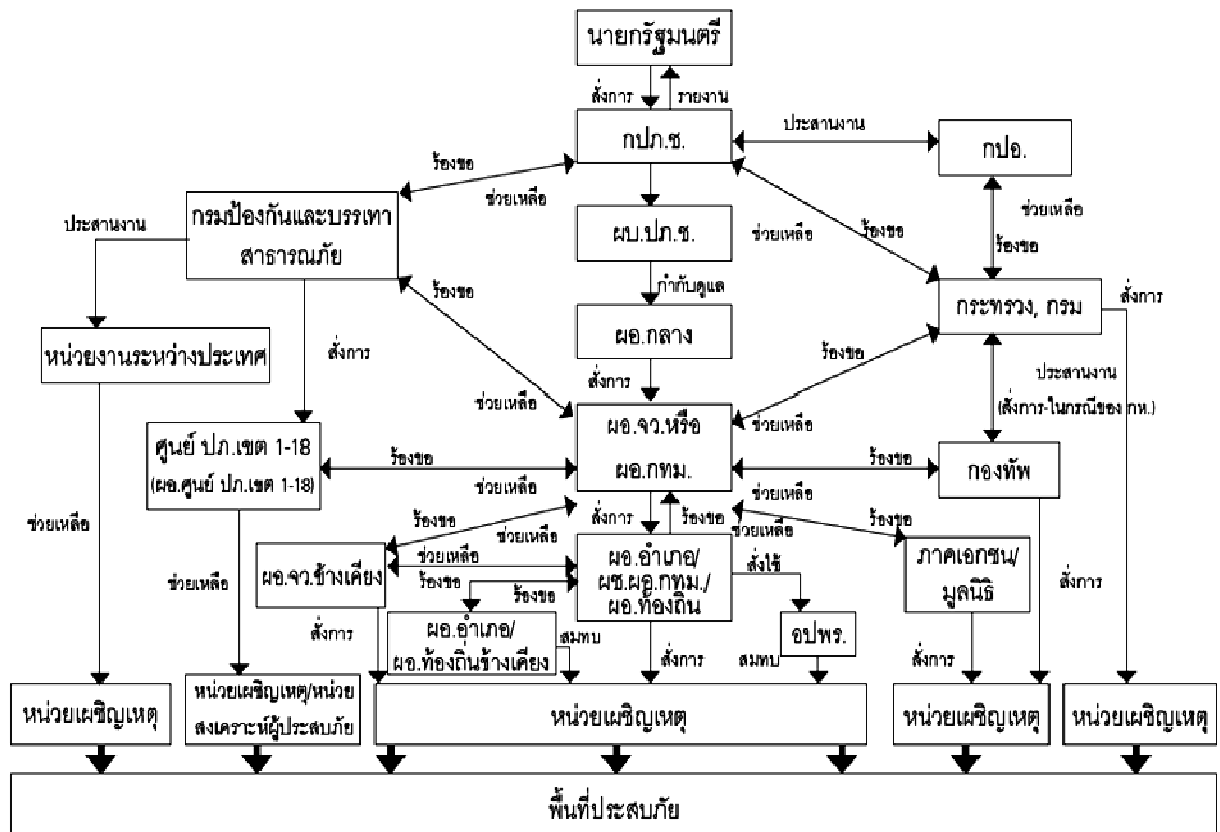 นายกรัฐมนตรี
สั่งการ
รายงาน
กปภ.ช.
ประสานงาน
กปอ.
ร้องขอ
ช่วยเหลือ
กรมป้องกันและบรรเทา
สาธารณภัย
ประสานงาน
ผบ.ปภ.ช.
ช่วยเหลือ
ร้องขอ
ช่วยเหลือ
ร้องขอ
กำกับดูแล
ร้องขอ
กระทรวง, กรม
สั่งการ
หน่วยงานระหว่างประเทศ
สั่งการ
ผอ.กลาง
ร้องขอ
สั่งการ
ประสานงาน
(สั่งการ-ในกรณีของ กห.)
ช่วยเหลือ
ผอ.จว.หรือ
ผอ.กทม.
ช่วยเหลือ
ศูนย์ ปภ.เขต 1-18
(ผอ.ศูนย์ ปภ.เขต 1-18)
ร้องขอ
ช่วยเหลือ
ร้องขอ
ช่วยเหลือ
กองทัพ
ช่วยเหลือ
ร้องขอ
ช่วยเหลือ
สั่งการ
ร้องขอ
ช่วยเหลือ
ร้องขอ
ผอ.จว.ข้างเคียง
ช่วยเหลือ
ร้องขอ
ร้องขอ
ผอ.อำเภอ/
ผช.ผอ.กทม./
ผอ.ท้องถิ่น
สั่งใช้
ภาคเอกชน/
มูลนิธิ
สั่งการ
ช่วยเหลือ
สั่งการ
ผอ.อำเภอ/
ผอ.ท้องถิ่นข้างเคียง
สมทบ
สั่งการ
อปพร.
สมทบ
สั่งการ
หน่วยเผชิญเหตุ
หน่วยเผชิญเหตุ/หน่วย
สงเคราะห์ผู้ประสบภัย
หน่วยเผชิญเหตุ
หน่วยเผชิญเหตุ
หน่วยเผชิญเหตุ
พื้นที่ประสบภัย